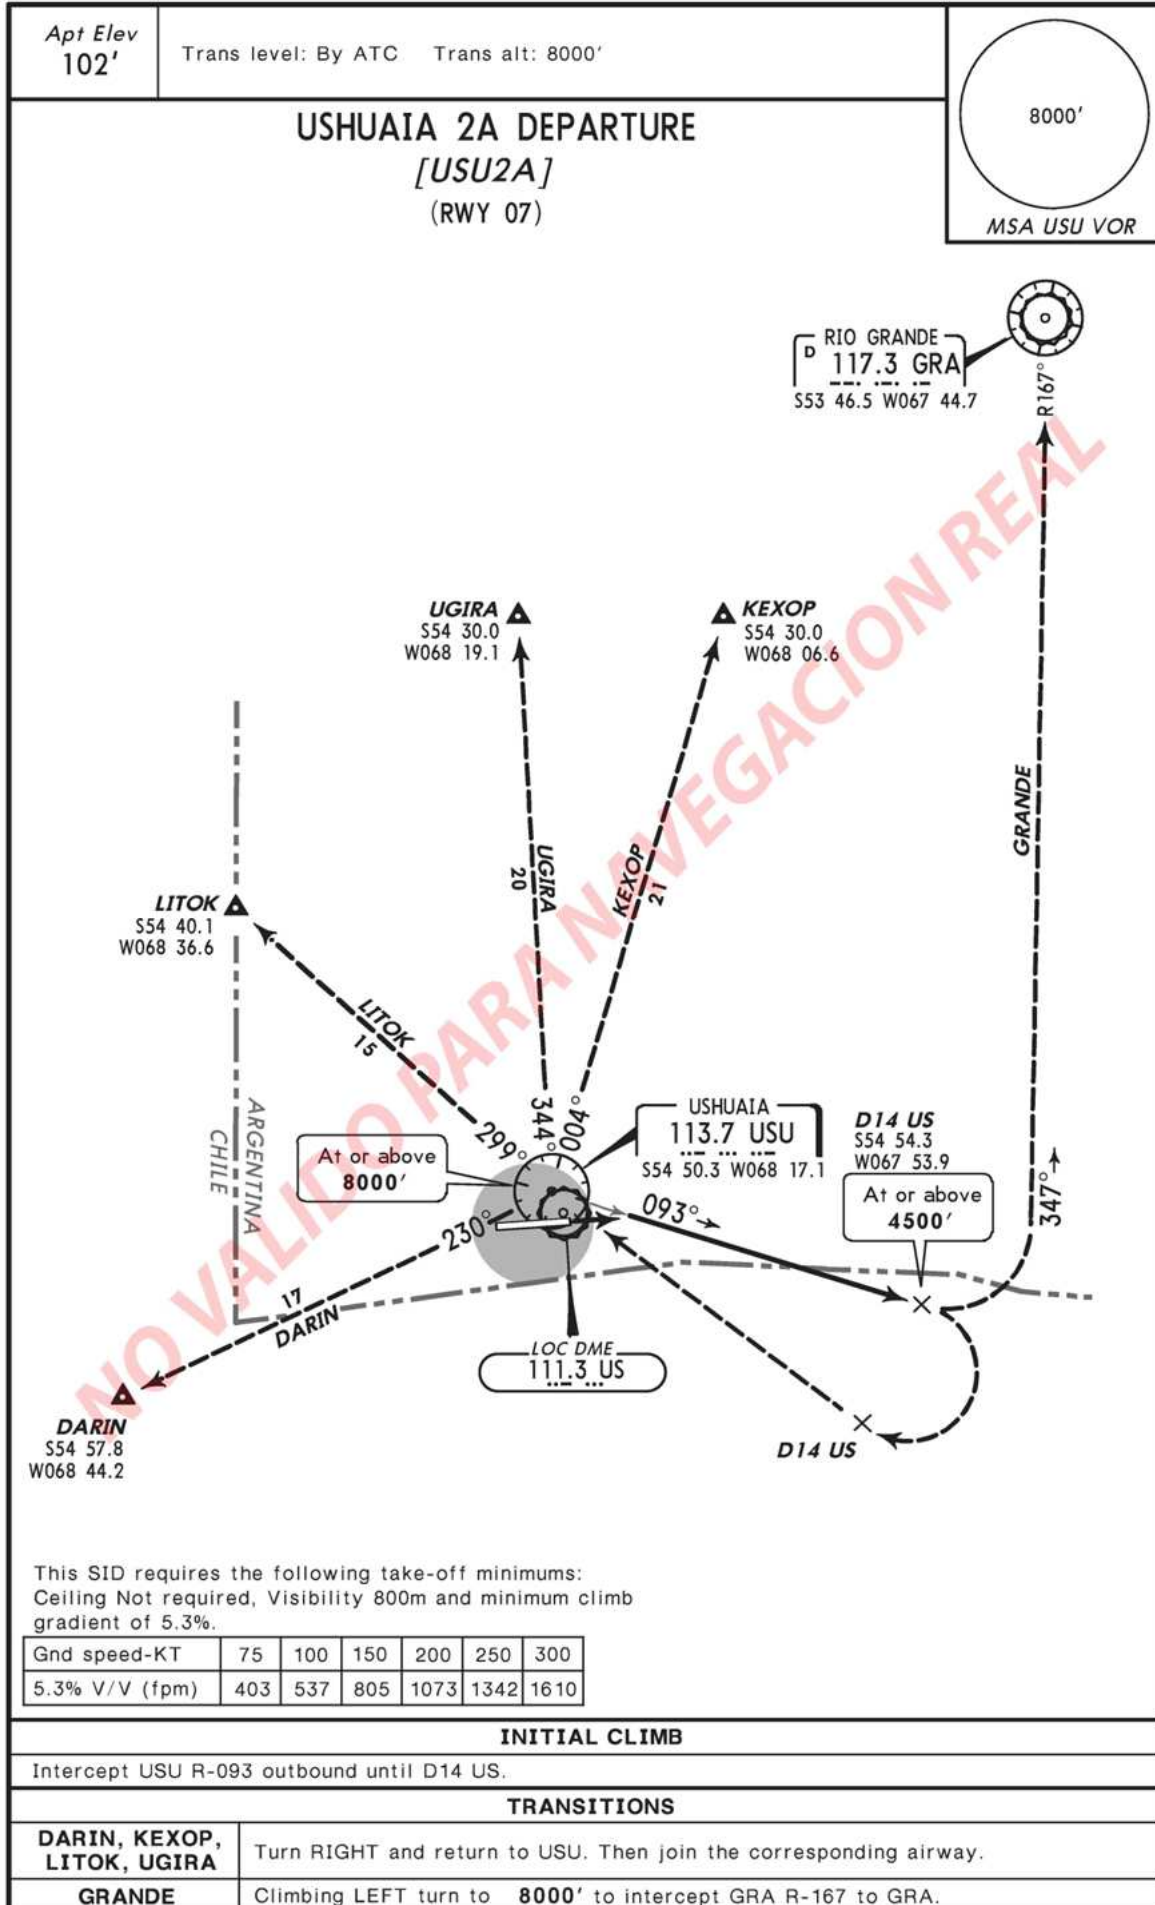 Apt Elev
102'
Trans level: By ATC Trans alt: 8000'
8000'
MSA USU VOR
USHUAIA 2A DEPARTURE
[USU2A]
(RWY 07)
RIO GRANDE
D 117.3 GRA
S53 46.5 W067 44.7
R167°
UGIRA
S54 30.0
W068 19.1
KEXOP
S54 30.0
W068 06.6
GRANDE
UGIRA
20
KEXOP
21
LITOK
S54 40.1
W068 36.6
LITOK
15
ARGENTINA
CHILE
299°
344°
004°
USHUAIA
113.7 USU
S54 50.3 W068 17.1
D14 US
S54 54.3
W067 53.9
At or above
8000'
At or above
4500'
347°
093°
230°
17
DARIN
LOC DME
111.3 US
DARIN
S54 57.8
W068 44.2
D14 US
NO VALIDO PARA NAVEGACION REAL
This SID requires the following take-off minimums:
Ceiling Not required, Visibility 800m and minimum climb
gradient of 5.3%.
Gnd speed-KT 75 100 150 200 250 300
5.3% V/V (fpm) 403 537 805 1073 1342 1610
INITIAL CLIMB
Intercept USU R-093 outbound until D14 US.
TRANSITIONS
DARIN, KEXOP,
LITOK, UGIRA
Turn RIGHT and return to USU. Then join the corresponding airway.
GRANDE
Climbing LEFT turn to 8000' to intercept GRA R-167 to GRA.